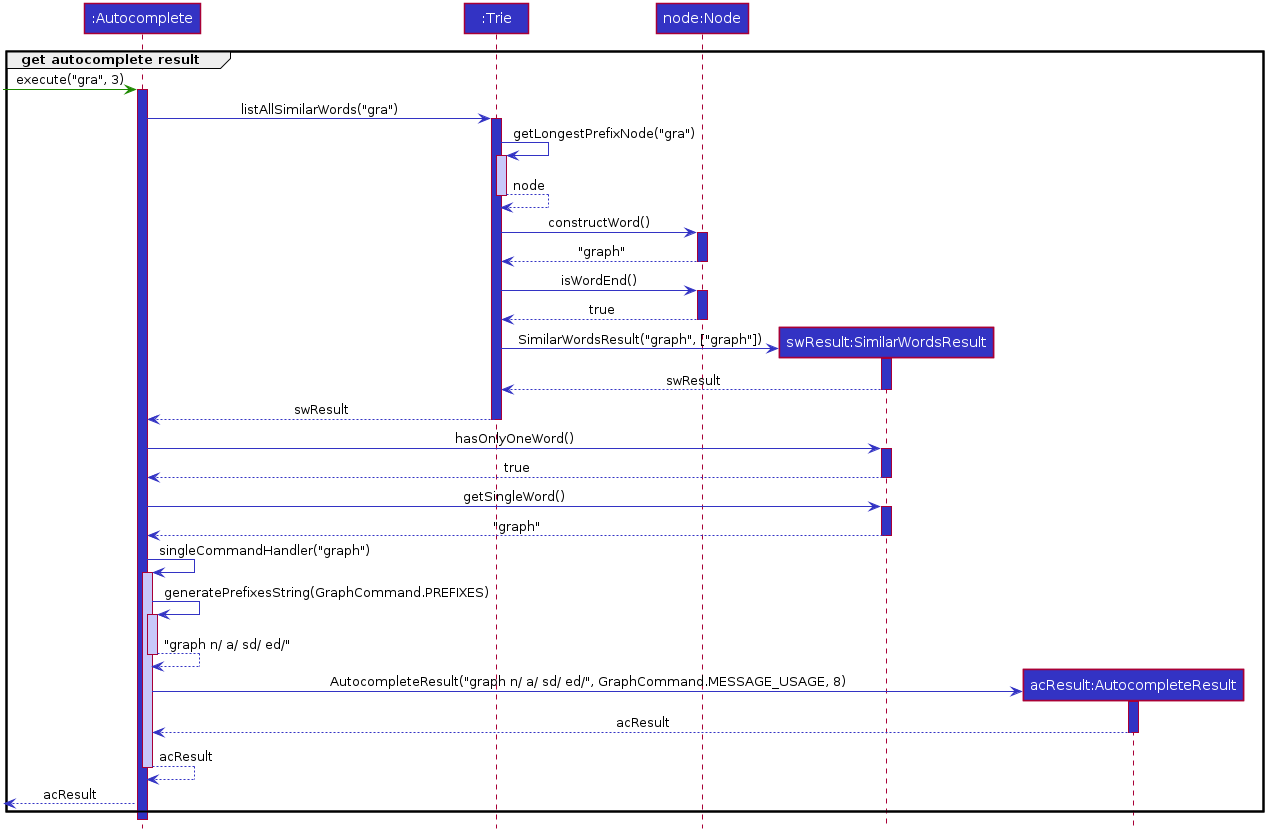 :Autocomplete
:Trie
node:Node
get autocomplete result
execute("gra", 3)
listAllSimilarWords("gra")
getLongestPrefixNode("gra")
node
constructWord()
"graph"
isWordEnd()
true
SimilarWordsResult("graph", ["graph"])
swResult:SimilarWordsResult
swResult
swResult
hasOnlyOneWord()
true
getSingleWord()
"graph"
singleCommandHandler("graph")
generatePrefixesString(GraphCommand.PREFIXES)
"graph n/ a/ sd/ ed/"
AutocompleteResult("graph n/ a/ sd/ ed/", GraphCommand.MESSAGE_USAGE, 8)
acResult:AutocompleteResult
acResult
acResult
acResult